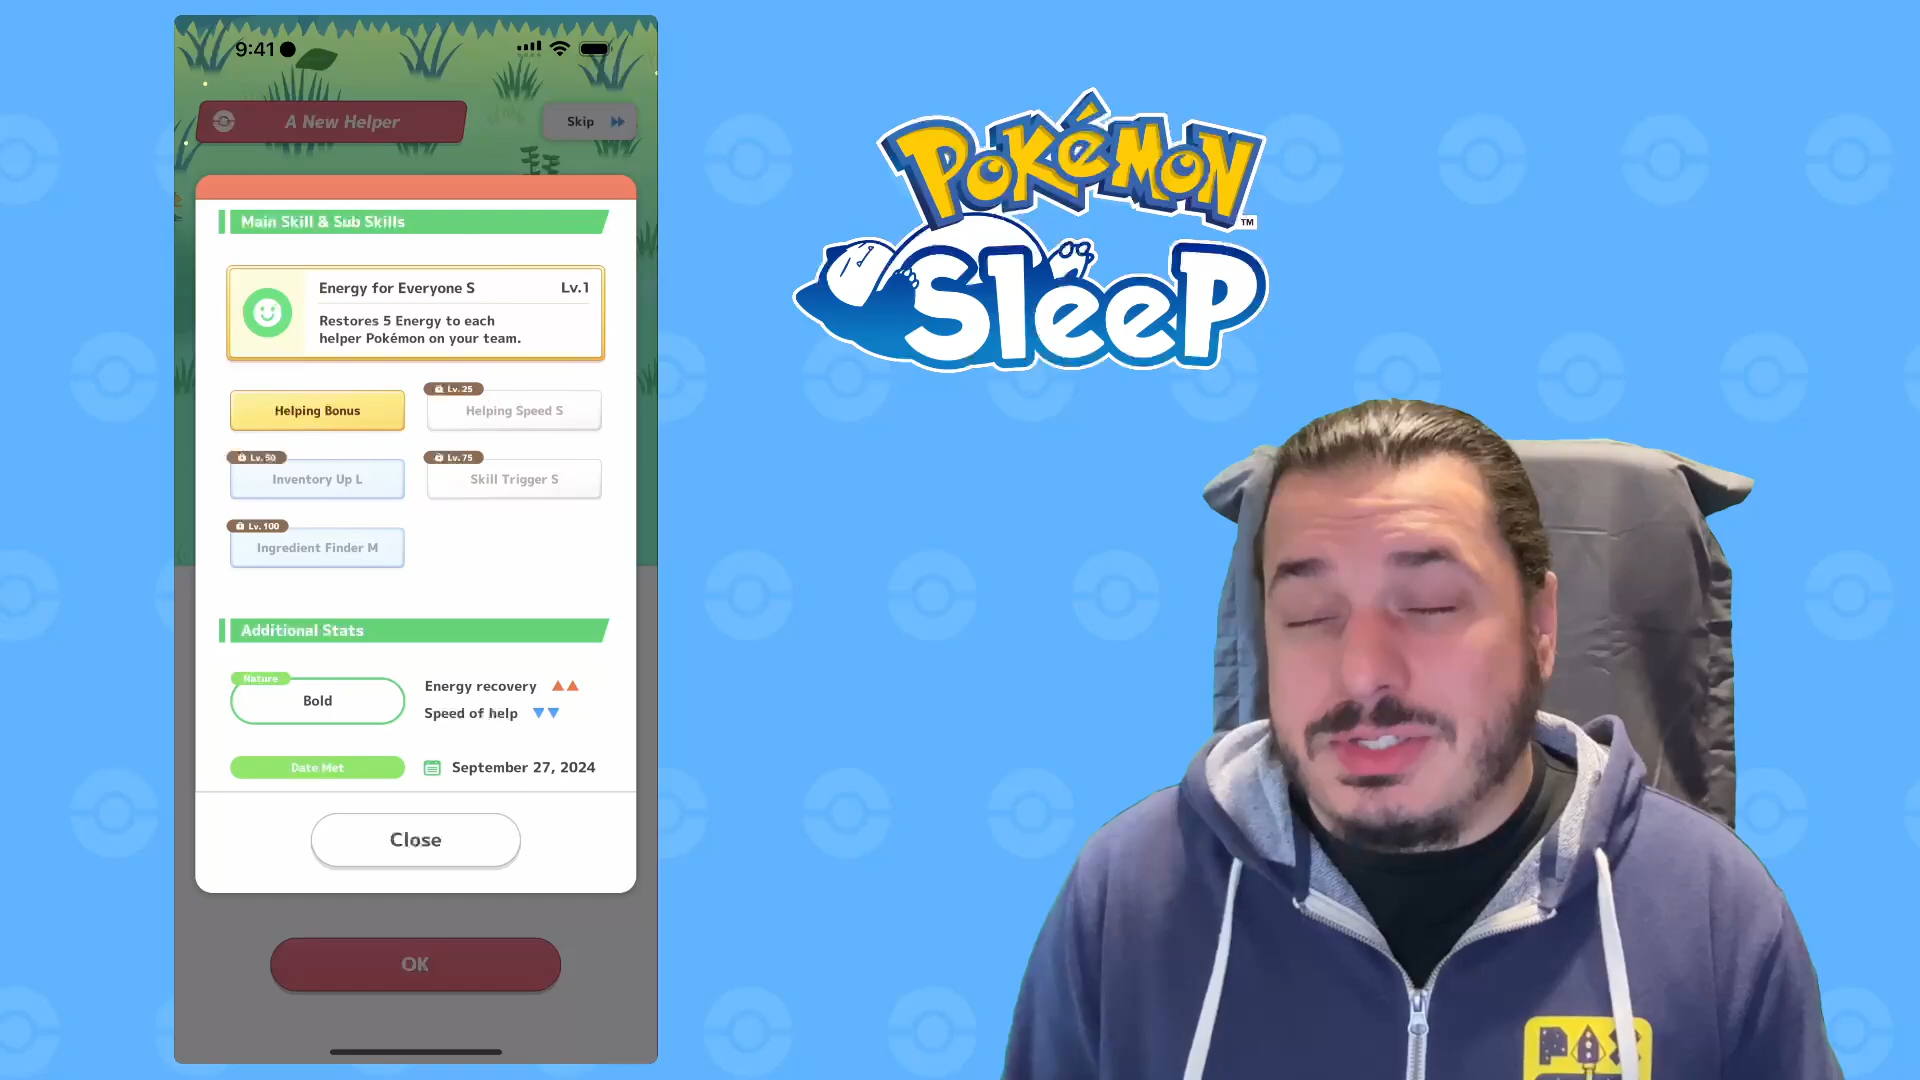 9:41
A New Helper
Skip
Main Skill & Sub Skills
Energy for Everyone S
Lv.1
Restores 5 Energy to each
helper Pokémon on your team.
Helping Bonus
Lv.25
Helping Speed S
Lv.50
Inventory Up L
Lv.75
Skill Trigger S
Lv.100
Ingredient Finder M
Additional Stats
Nature
Bold
Energy recovery
Speed of help
Date Met
September 27, 2024
Close
OK
POKéMON
TM
Sleep
PAX